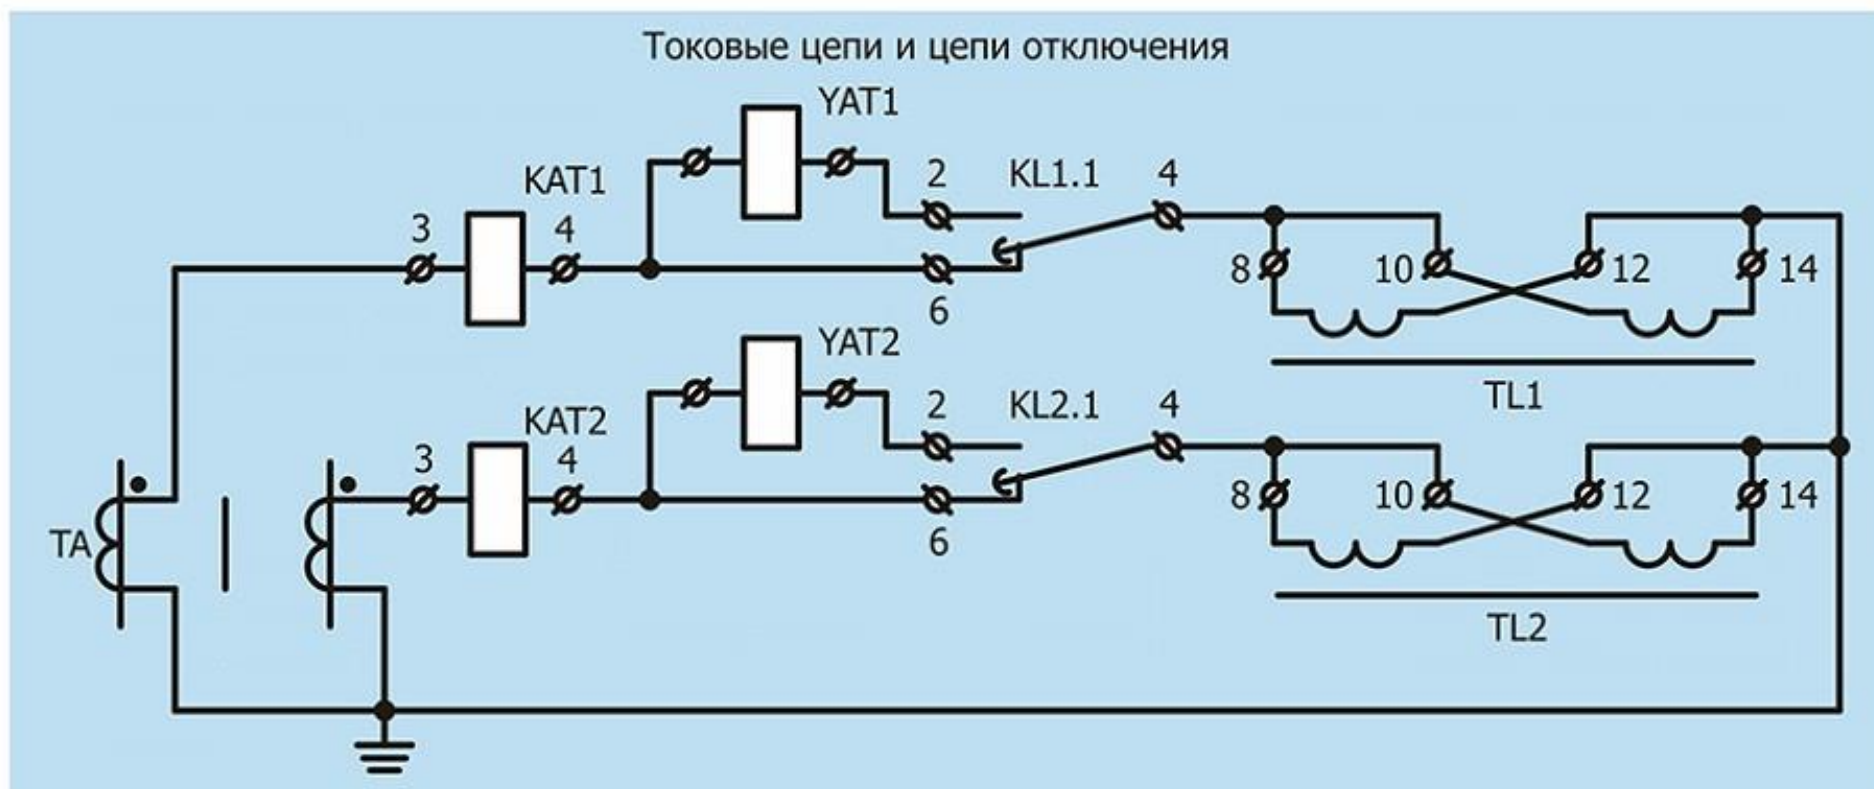 Токовые цепи и цепи отключения
YAT1
KAT1
2 KL1.1 4
3 4
8 10 12 14
6
YAT2
TL1
KAT2
2 KL2.1 4
3 4
8 10 12 14
TA
6
TL2